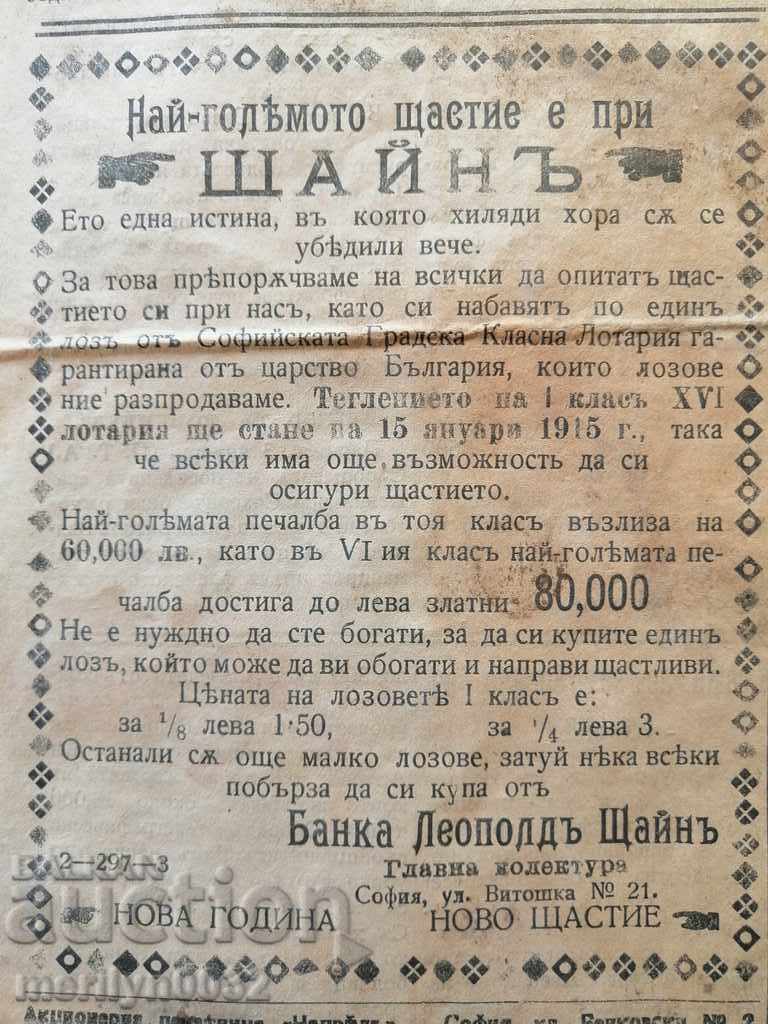 Най-голѣмото щастие е при
ЩАЙНЪ
Ето една истина, въ която хиляди хора сѫ се
убѣдили вече.
За това прѣпорѫчваме на всички да опитатъ щас-
тието си при насъ, като си набавятъ по единъ
лозъ отъ Софийската Градска Класна Лотария га-
рантирана отъ царство България, които лозове
ние разпродаваме. Теглението на I класъ XVI
лотария ще стане на 15 януари 1915 г., така
че всѣки има още възможность да си
осигури щастието.
Най-голѣмата печалба въ тоя класъ възлиза на
60,000 лв., като въ VI ия класъ най-голѣмата пе-
чалба достига до лева златни 80,000
Не е нуждно да сте богати, за да си купите единъ
лозъ, който може да ви обогати и направи щастливи.
Цѣната на лозоветѣ I класъ е:
за 1/8 лева 1·50, за 1/4 лева 3.
Останали сѫ още малко лозове, затуй нѣка всѣки
побърза да си купа отъ
Банка Леополдъ Щайнъ
2—297—3
Главна колектура
София, ул. Витошка № 21.
НОВА ГОДИНА НОВО ЩАСТИЕ
auction
merilyn0032
София ул. № 2